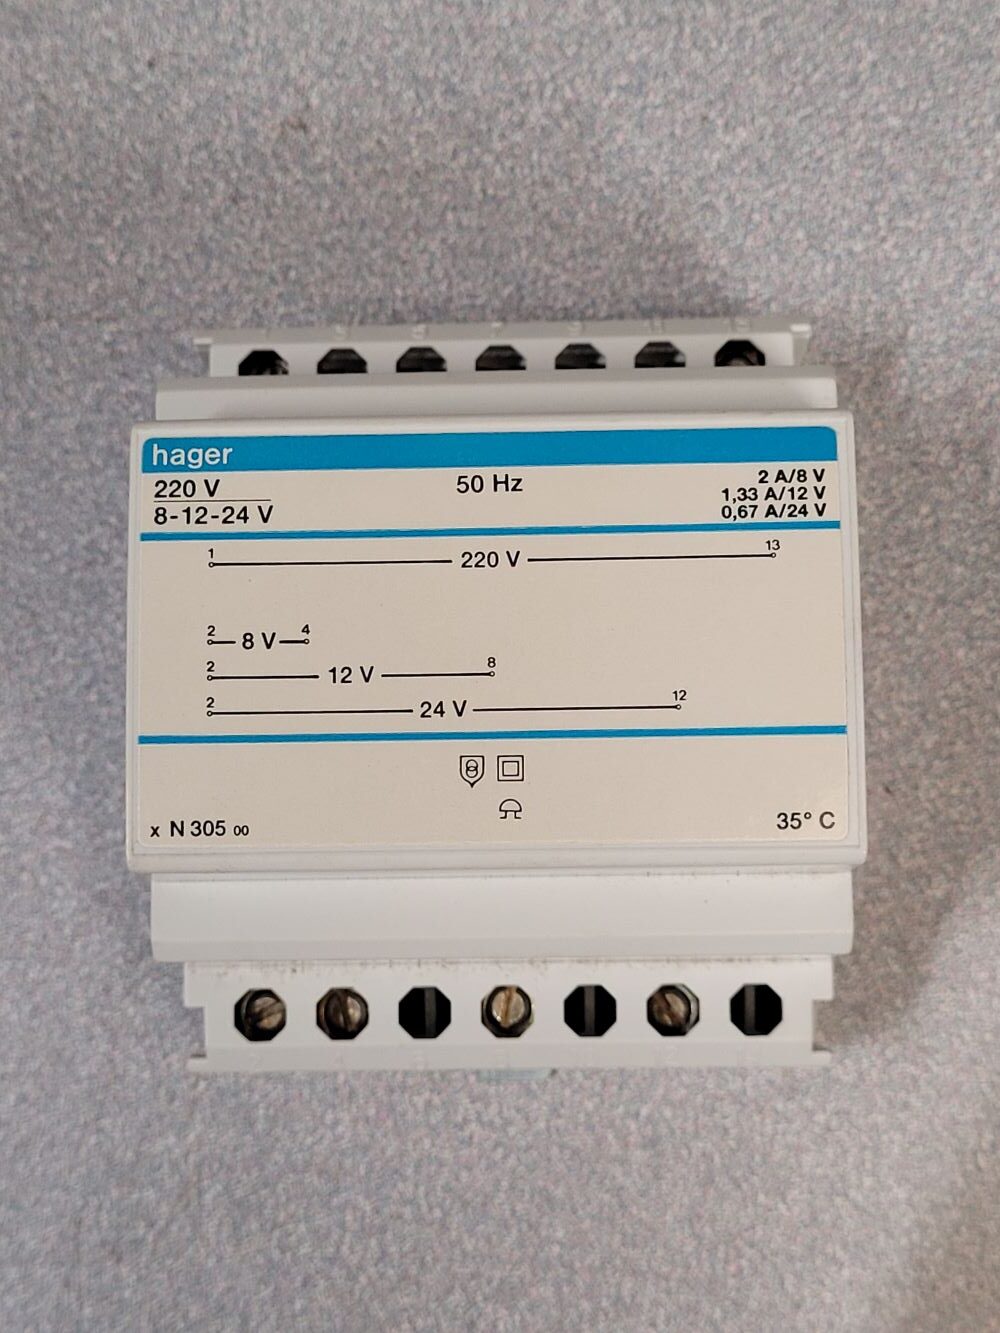 hager
220 V
8-12-24 V
50 Hz
2 A/8 V
1,33 A/12 V
0,67 A/24 V
1 220 V 13
2 8 V 4
2 12 V 8
2 24 V 12
x N 305 00
35° C